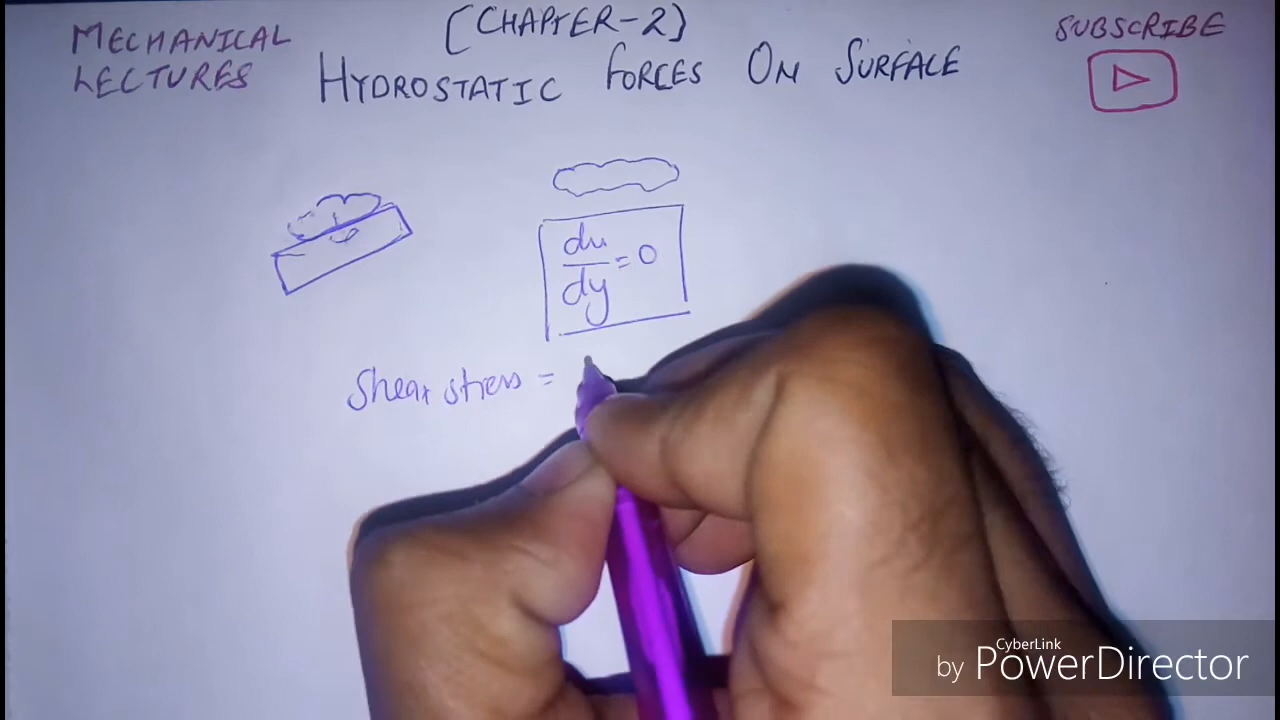 [CHAPTER-2]
MECHANICAL
LECTURES
HYDROSTATIC FORCES ON SURFACE
SUBSCRIBE
du
dy
=0
Shear stress =
CyberLink
by PowerDirector